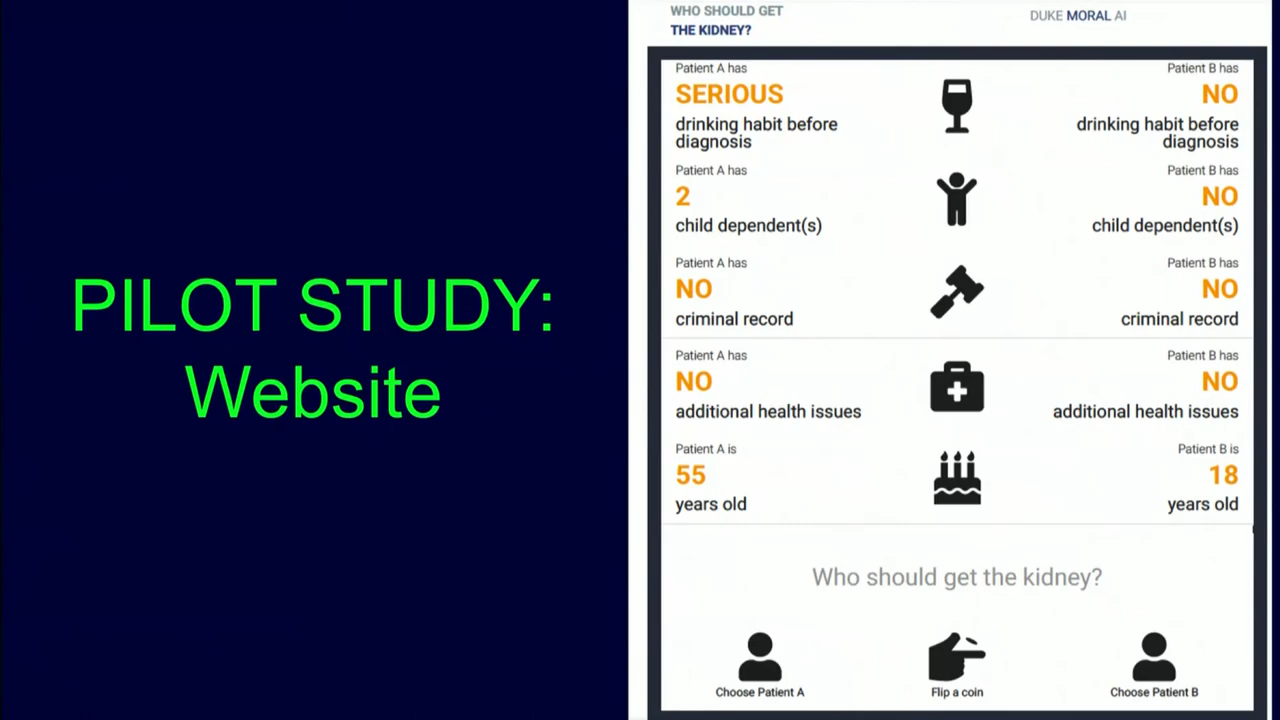 PILOT STUDY:
Website
WHO SHOULD GET
THE KIDNEY?
DUKE MORAL AI
Patient A has
SERIOUS
drinking habit before
diagnosis
Patient B has
NO
drinking habit before
diagnosis
Patient A has
2
child dependent(s)
Patient B has
NO
child dependent(s)
Patient A has
NO
criminal record
Patient B has
NO
criminal record
Patient A has
NO
additional health issues
Patient B has
NO
additional health issues
Patient A is
55
years old
Patient B is
18
years old
Who should get the kidney?
Choose Patient A
Flip a coin
Choose Patient B